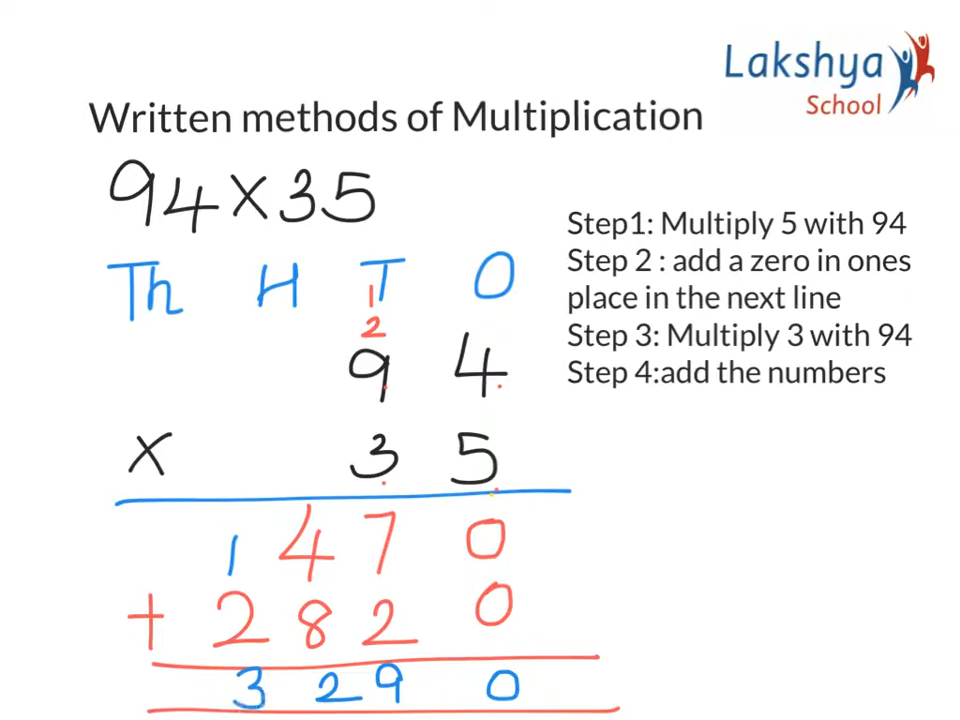 Lakshya
School
Written methods of Multiplication
94x35
Step1: Multiply 5 with 94
Step 2 : add a zero in ones
place in the next line
Step 3: Multiply 3 with 94
Step 4:add the numbers
Th H T O
1
2
9 4
x 3 5
1 4 7 0
+ 2 8 2 0
3 2 9 0